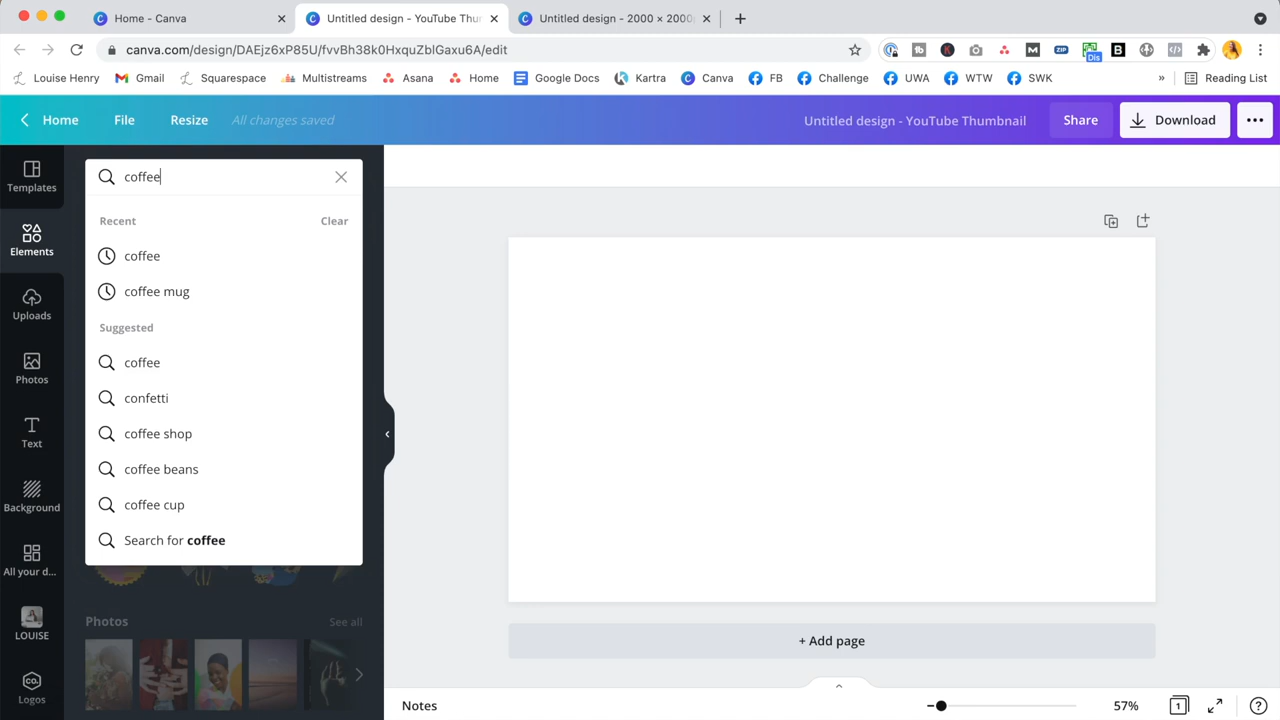 Home - Canva
Untitled design - YouTube Thu
Untitled design - 2000 × 2000
canva.com/design/DAEjz6xP85U/fvvBh38k0HxquZbIGaxu6A/edit
Louise Henry
Gmail
Squarespace
Multistreams
Asana
Home
Google Docs
Kartra
Canva
FB
Challenge
UWA
WTW
SWK
»
Reading List
Home
File
Resize
All changes saved
Untitled design - YouTube Thumbnail
Share
Download
Templates
Elements
Uploads
Photos
Text
Background
All your d...
LOUISE
CO.
Logos
coffee
Recent
Clear
coffee
coffee mug
Suggested
coffee
confetti
coffee shop
coffee beans
coffee cup
Search for coffee
Photos
See all
+ Add page
Notes
57%
1